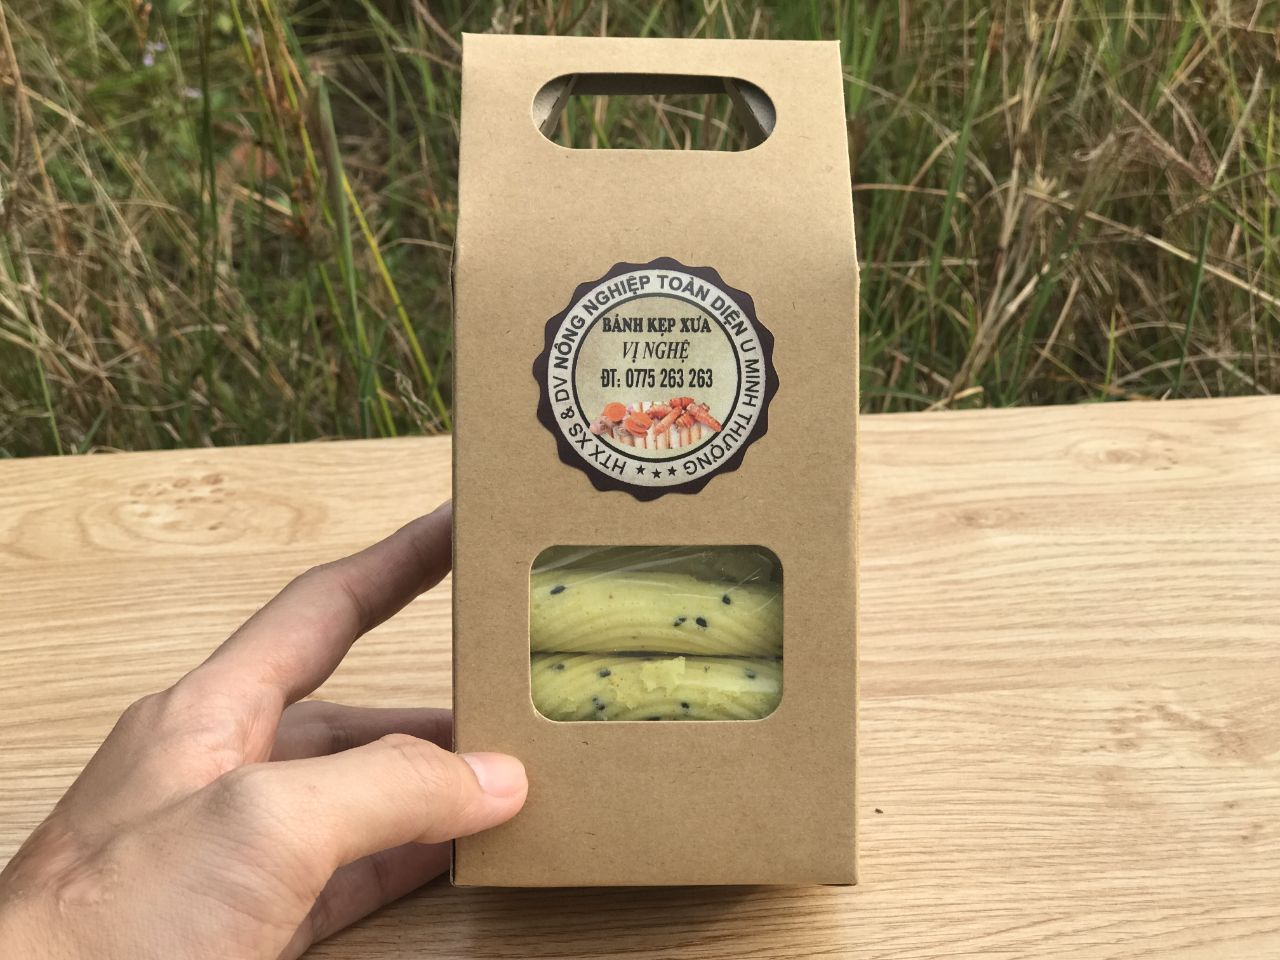 HTX XS & DV NÔNG NGHIỆP TOÀN DIỆN U MINH THƯỢNG
BÁNH KẸP XƯA
VỊ NGHỆ
ĐT: 0775 263 263